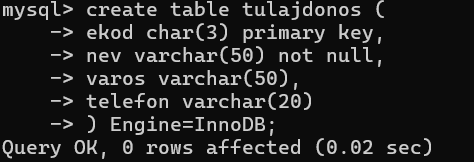 mysql> create table tulajdonos (
    -> ekod char(3) primary key,
    -> nev varchar(50) not null,
    -> varos varchar(50),
    -> telefon varchar(20)
    -> ) Engine=InnoDB;
Query OK, 0 rows affected (0.02 sec)